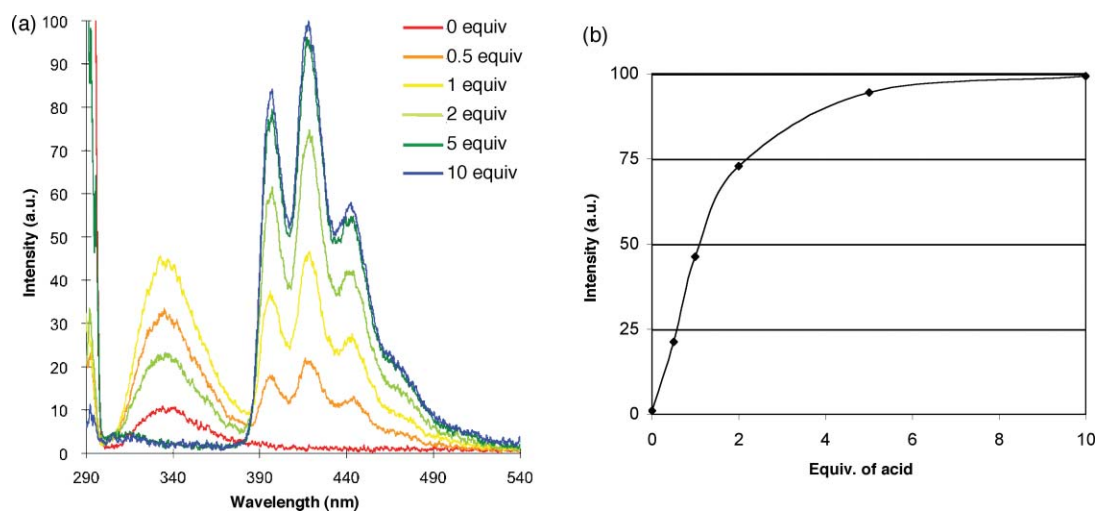 (a)
100
90
80
70
60
50
40
30
20
10
0
Intensity (a.u.)
290
340
390
440
490
540
Wavelength (nm)
0 equiv
0.5 equiv
1 equiv
2 equiv
5 equiv
10 equiv
(b)
100
75
50
25
0
Intensity (a.u.)
0
2
4
6
8
10
Equiv. of acid